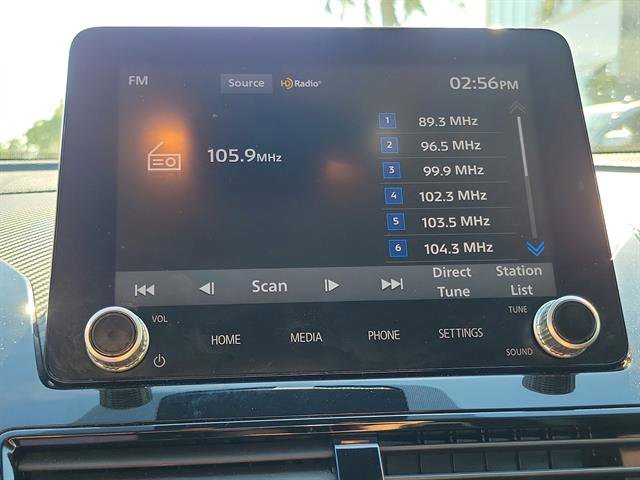 FM Source HD Radio® 02:56PM
105.9MHz
1 89.3 MHz
2 96.5 MHz
3 99.9 MHz
4 102.3 MHz
5 103.5 MHz
6 104.3 MHz
Scan Direct Tune Station List
VOL HOME MEDIA PHONE SETTINGS TUNE
SOUND